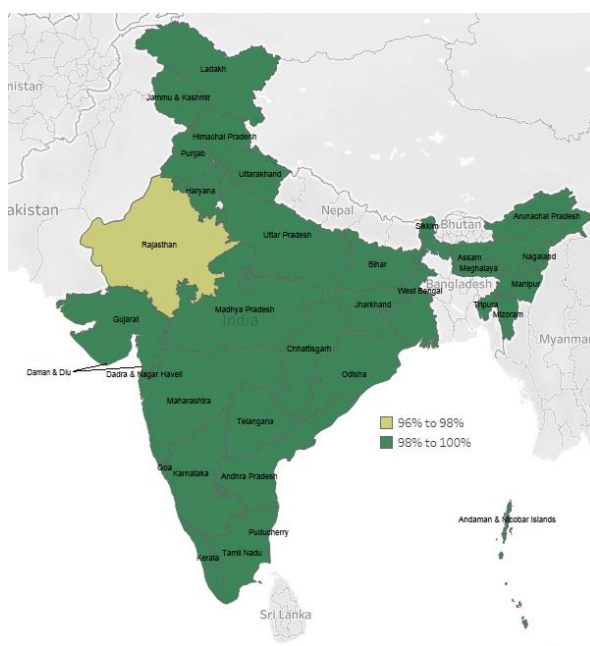 Ladakh
Jammu & Kashmir
Himachal Pradesh
Punjab
Uttarakhand
Haryana
nistan
akistan
Nepal
Bhutan
Arunachal Pradesh
Sikkim
Rajasthan
Uttar Pradesh
Assam
Nagaland
Bihar
Meghalaya
Manipur
Bangladesh
West Bengal
Tripura
Mizoram
Jharkhand
Gujarat
Madhya Pradesh
India
Myanmar
Chhattisgarh
Daman & Diu
Dadra & Nagar Haveli
Odisha
Maharashtra
Telangana
96% to 98%
98% to 100%
Goa
Karnataka
Andhra Pradesh
Andaman & Nicobar Islands
Puducherry
Kerala
Tamil Nadu
Sri Lanka